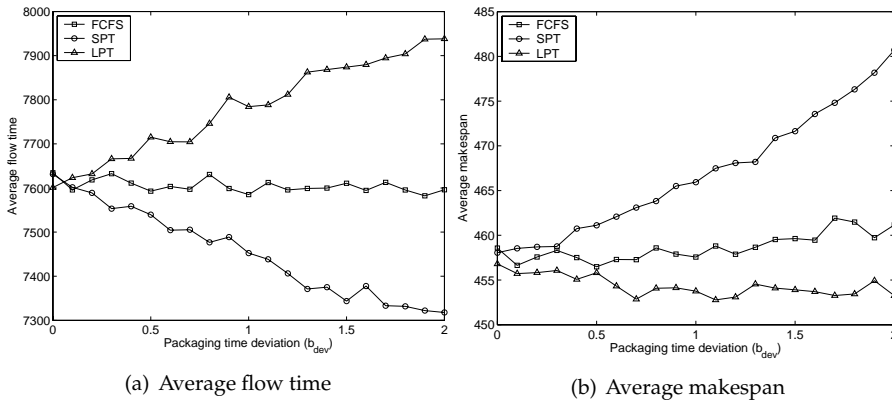 8000
7900
7800
7700
7600
7500
7400
7300
Average flow time
FCFS
SPT
LPT
0
0.5
1
1.5
2
Packaging time deviation (b_dev)
(a) Average flow time
485
480
475
470
465
460
455
450
Average makespan
FCFS
SPT
LPT
0
0.5
1
1.5
2
Packaging time deviation (b_dev)
(b) Average makespan